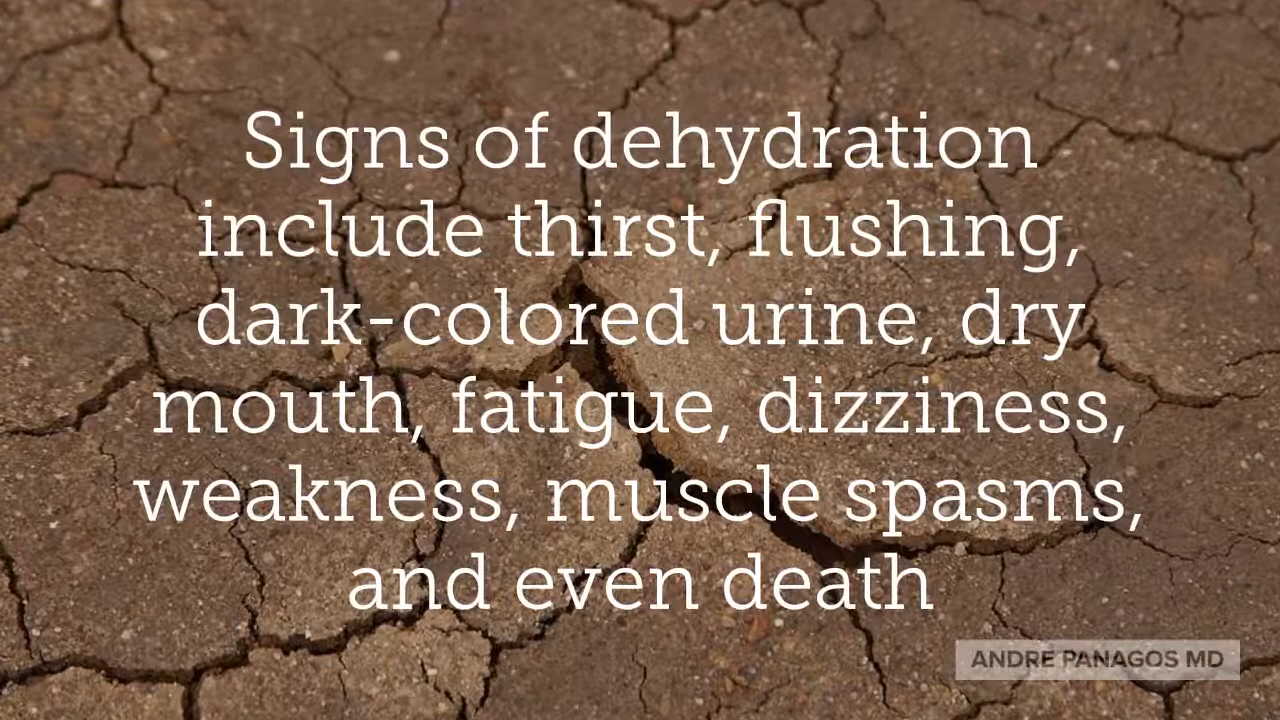 Signs of dehydration
include thirst, flushing,
dark-colored urine, dry
mouth, fatigue, dizziness,
weakness, muscle spasms,
and even death
ANDRE PANAGOS MD